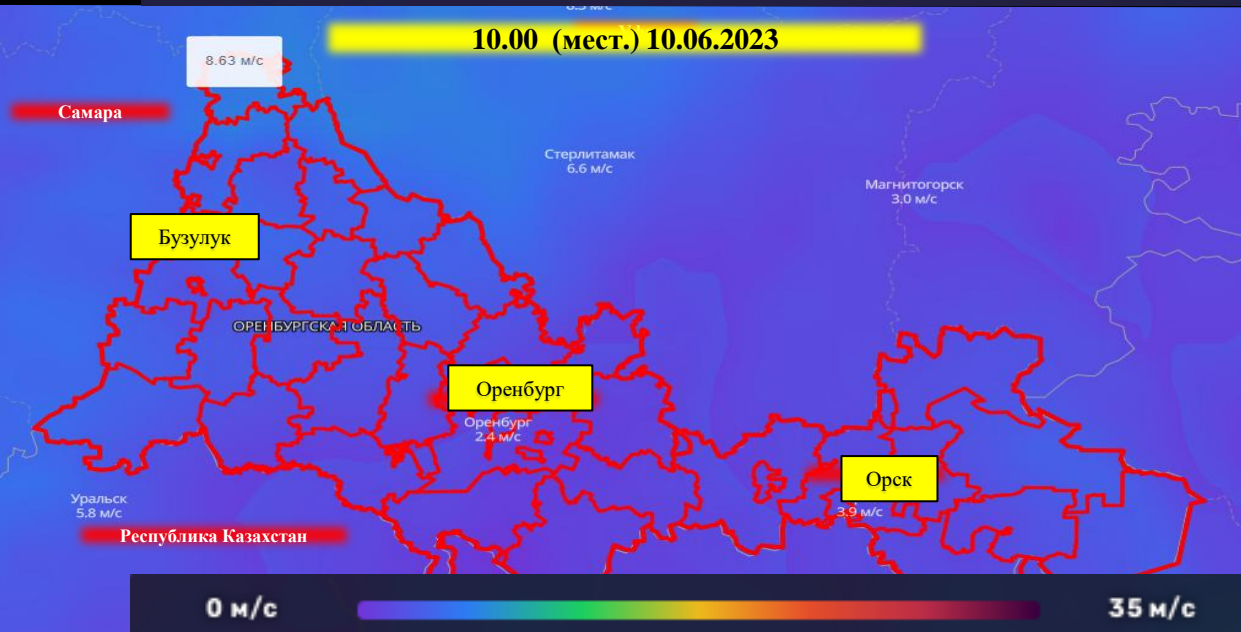 10.00 (мест.) 10.06.2023
8.63 м/с
Самара
Стерлитамак
6.6 м/с
Магнитогорск
3.0 м/с
Бузулук
ОРЕНБУРГСКАЯ ОБЛАСТЬ
Оренбург
Оренбург
2.4 м/с
Орск
3.9 м/с
Уральск
5.8 м/с
Республика Казахстан
0 м/с
35 м/с